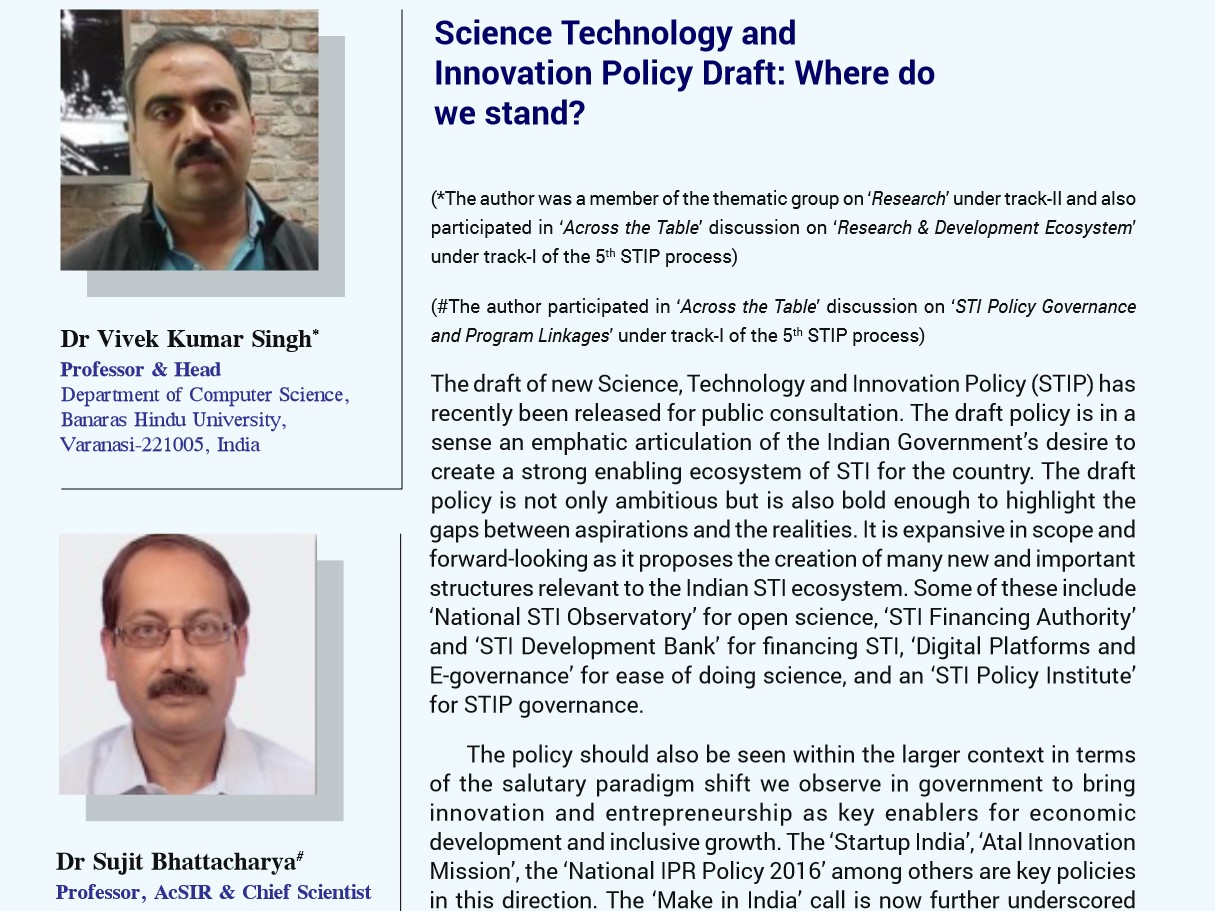 Science Technology and
Innovation Policy Draft: Where do
we stand?
(*The author was a member of the thematic group on ‘Research’ under track-II and also
participated in ‘Across the Table’ discussion on ‘Research & Development Ecosystem’
under track-I of the 5th STIP process)
(#The author participated in ‘Across the Table’ discussion on ‘STI Policy Governance
and Program Linkages’ under track-I of the 5th STIP process)
Dr Vivek Kumar Singh*
Professor & Head
Department of Computer Science,
Banaras Hindu University,
Varanasi-221005, India
Dr Sujit Bhattacharya#
Professor, AcSIR & Chief Scientist
The draft of new Science, Technology and Innovation Policy (STIP) has
recently been released for public consultation. The draft policy is in a
sense an emphatic articulation of the Indian Government’s desire to
create a strong enabling ecosystem of STI for the country. The draft
policy is not only ambitious but is also bold enough to highlight the
gaps between aspirations and the realities. It is expansive in scope and
forward-looking as it proposes the creation of many new and important
structures relevant to the Indian STI ecosystem. Some of these include
‘National STI Observatory’ for open science, ‘STI Financing Authority’
and ‘STI Development Bank’ for financing STI, ‘Digital Platforms and
E-governance’ for ease of doing science, and an ‘STI Policy Institute’
for STIP governance.
The policy should also be seen within the larger context in terms
of the salutary paradigm shift we observe in government to bring
innovation and entrepreneurship as key enablers for economic
development and inclusive growth. The ‘Startup India’, ‘Atal Innovation
Mission’, the ‘National IPR Policy 2016’ among others are key policies
in this direction. The ‘Make in India’ call is now further underscored